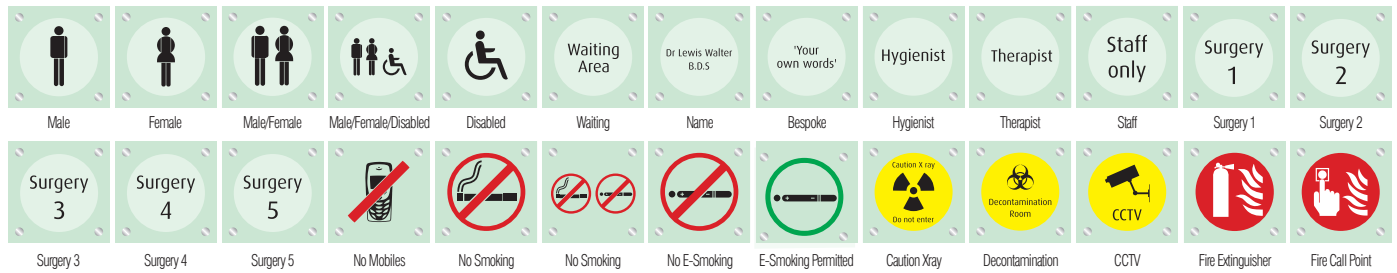 Waiting
Area
Dr Lewis Walter
B.D.S
'Your
own words'
Hygienist
Therapist
Staff
only
Surgery
1
Surgery
2
Male
Female
Male/Female
Male/Female/Disabled
Disabled
Waiting
Name
Bespoke
Hygienist
Therapist
Staff
Surgery 1
Surgery 2
Surgery
3
Surgery
4
Surgery
5
Caution X ray
Do not enter
Decontamination
Room
CCTV
Surgery 3
Surgery 4
Surgery 5
No Mobiles
No Smoking
No Smoking
No E-Smoking
E-Smoking Permitted
Caution Xray
Decontamination
CCTV
Fire Extinguisher
Fire Call Point